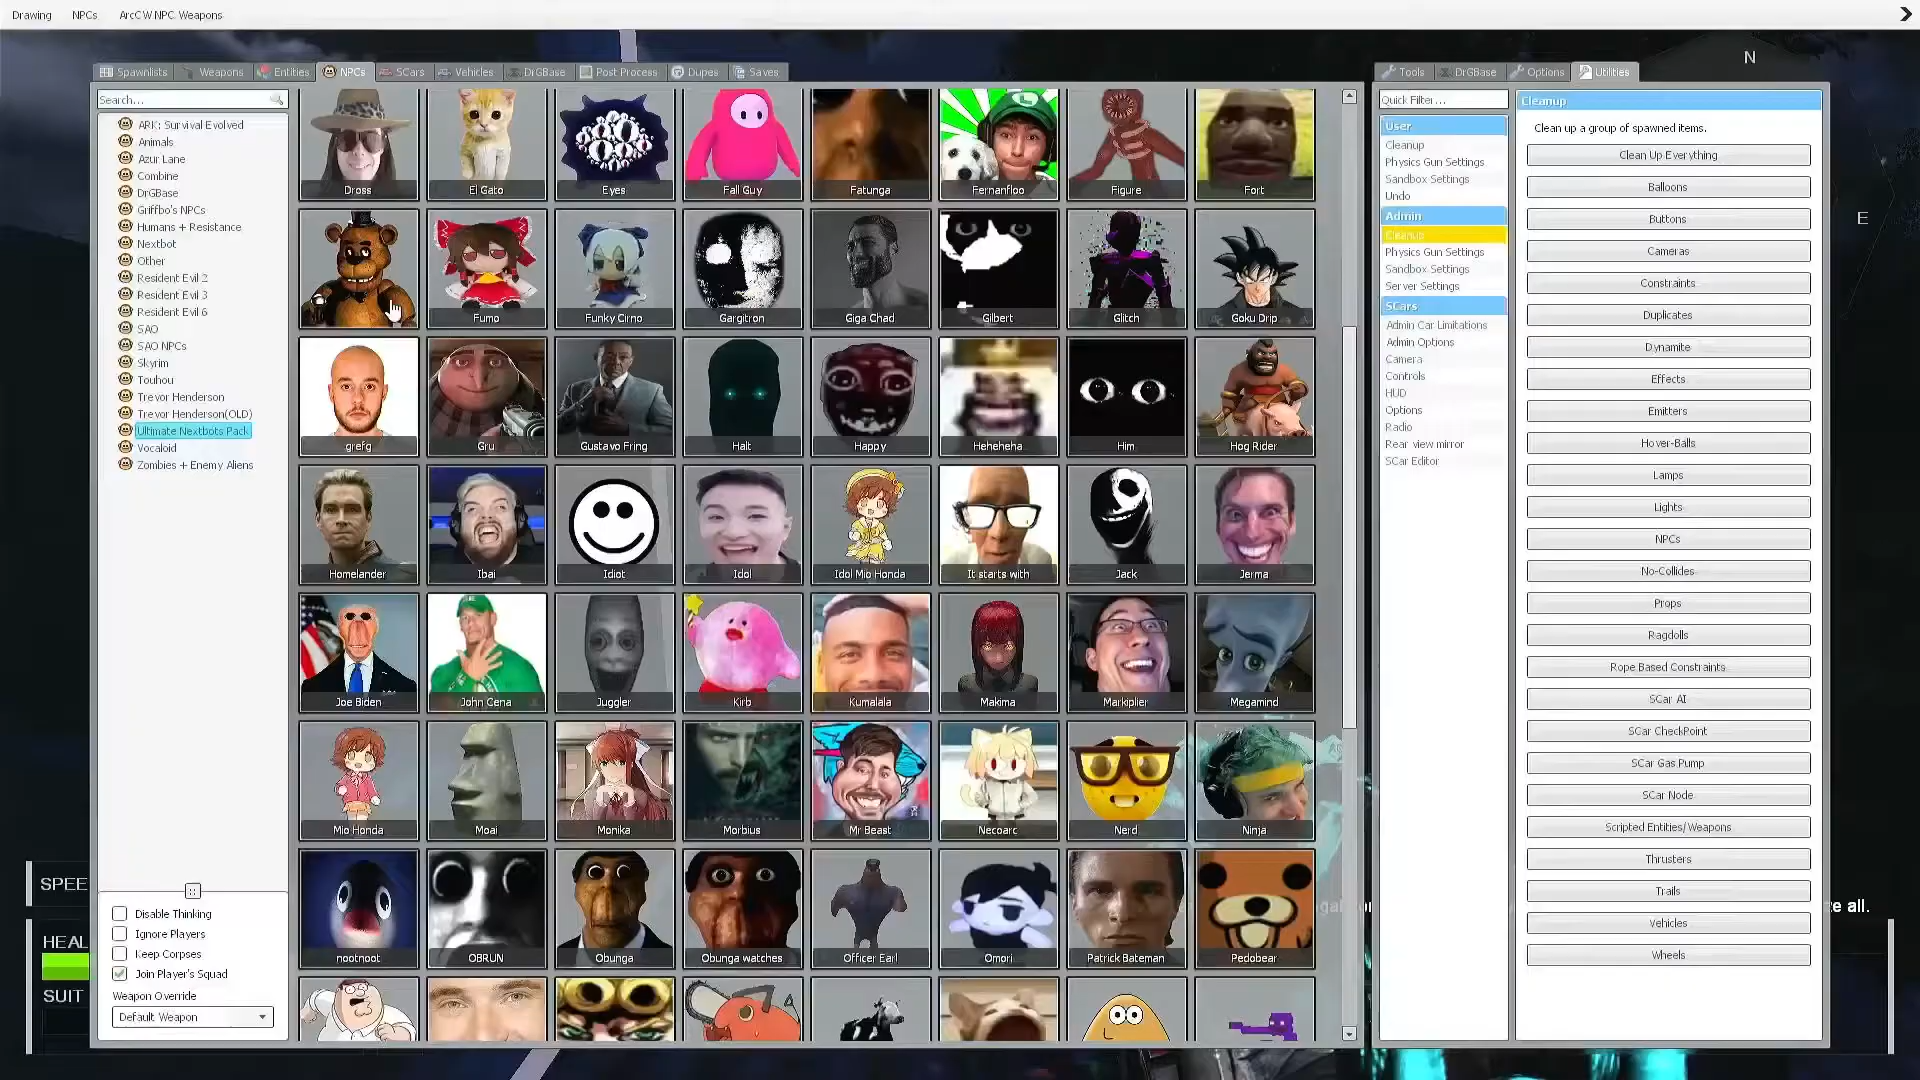 Drawing NPCs ArcCW NPC Weapons
N
E
Spawnlists Weapons Entities NPCs SCars Vehicles DrGBase Post Process Dupes Saves
Search...
ARK: Survival Evolved
Animals
Azur Lane
Combine
DrGBase
Griffbo's NPCs
Humans + Resistance
Nextbot
Other
Resident Evil 2
Resident Evil 3
Resident Evil 6
SAO
SAO NPCs
Skyrim
Touhou
Trevor Henderson
Trevor Henderson(OLD)
Ultimate Nextbots Pack
Vocaloid
Zombies + Enemy Aliens
Disable Thinking
Ignore Players
Keep Corpses
Join Player's Squad
Weapon Override
Default Weapon
Dross El Gato Eyes Fall Guy Fatunga Fernanfloo Figure Fort
Fumo Funky Cirno Gargitron Giga Chad Gilbert Glitch Goku Drip
grefg Gru Gustavo Fring Halt Happy Heheheha Him Hog Rider
Homelander Ibai Idiot Idol Idol Mio Honda It starts with Jack Jerma
Joe Biden John Cena Juggler Kirb Kumalala Makima Markiplier Megamind
Mio Honda Moai Monika Morbius Mr Beast Necoarc Nerd Ninja
nootnoot OBRUN Obunga Obunga watches Officer Earl Omori Patrick Bateman Pedobear
Tools DrGBase Options Utilities
Quick Filter...
User
Cleanup
Physics Gun Settings
Sandbox Settings
Undo
Admin
Cleanup
Physics Gun Settings
Sandbox Settings
Server Settings
SCars
Admin Car Limitations
Admin Options
Camera
Controls
HUD
Options
Radio
Rear view mirror
SCar Editor
Cleanup
Clean up a group of spawned items.
Clean Up Everything
Balloons
Buttons
Cameras
Constraints
Duplicates
Dynamite
Effects
Emitters
Hover-Balls
Lamps
Lights
NPCs
No-Collides
Props
Ragdolls
Rope Based Constraints
SCar AI
SCar CheckPoint
SCar Gas Pump
SCar Node
Scripted Entities/Weapons
Thrusters
Trails
Vehicles
Wheels
SPEE
HEAL
SUIT
all.